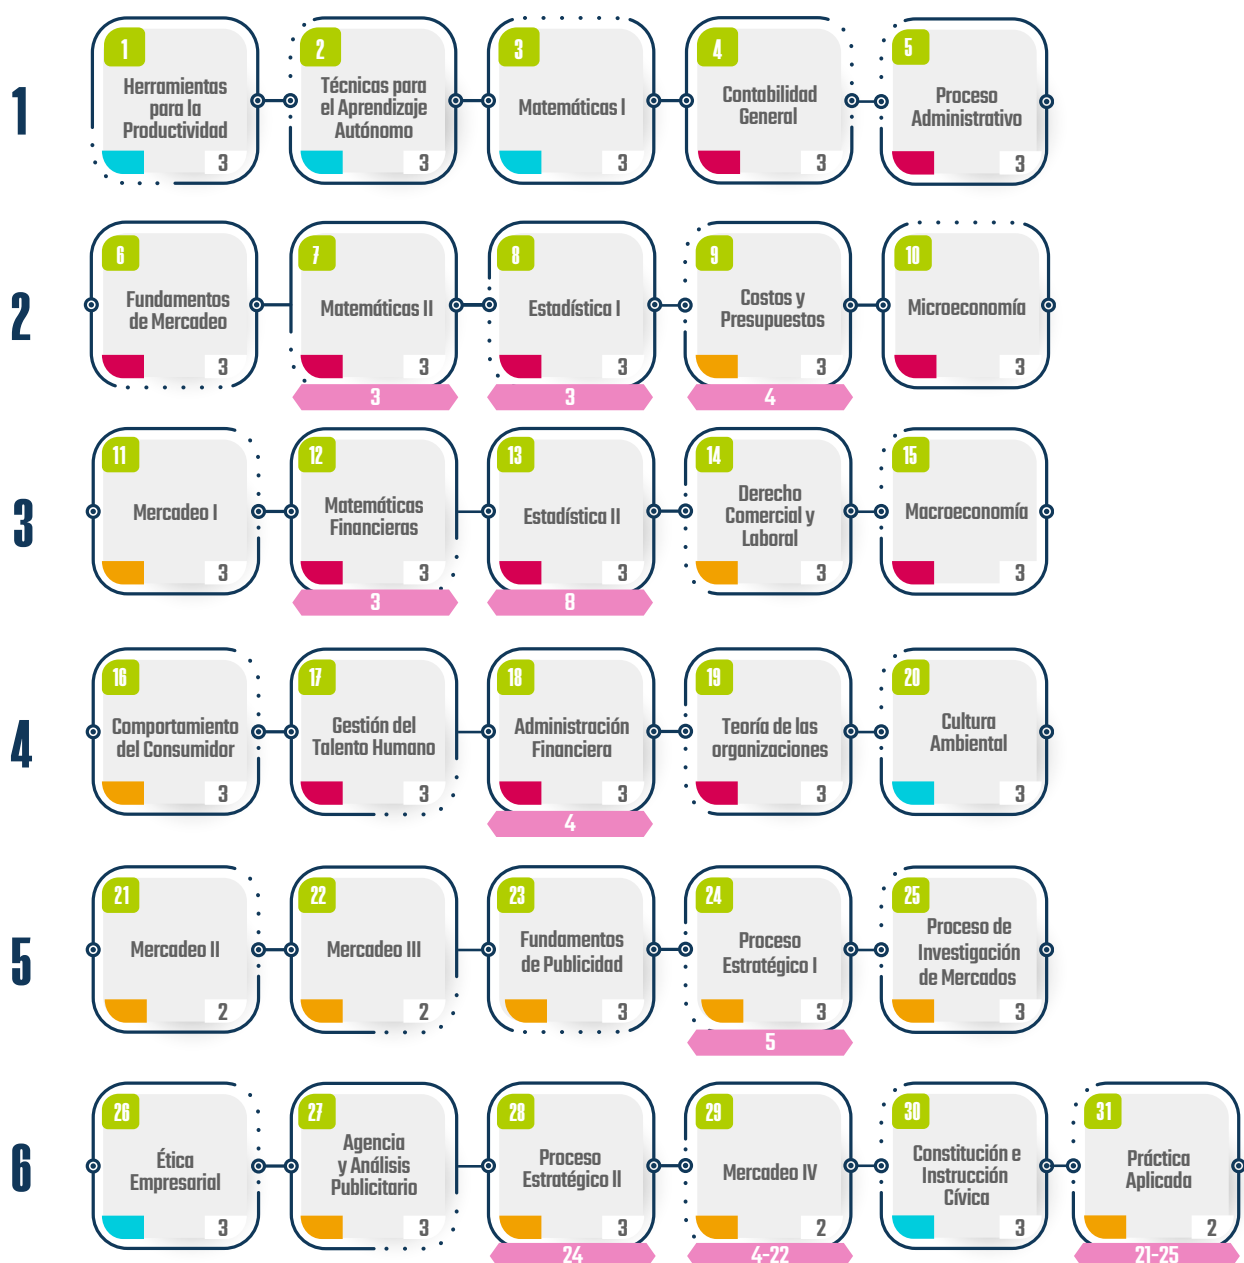 1
1
Herramientas
para la
Productividad
3
2
Técnicas para
el Aprendizaje
Autónomo
3
3
Matemáticas I
3
4
Contabilidad
General
3
5
Proceso
Administrativo
3
2
6
Fundamentos
de Mercadeo
3
7
Matemáticas II
3
3
8
Estadística I
3
3
9
Costos y
Presupuestos
3
4
10
Microeconomía
3
3
11
Mercadeo I
3
12
Matemáticas
Financieras
3
3
13
Estadística II
3
8
14
Derecho
Comercial y
Laboral
3
15
Macroeconomía
3
4
16
Comportamiento
del Consumidor
3
17
Gestión del
Talento Humano
3
18
Administración
Financiera
3
4
19
Teoría de las
organizaciones
3
20
Cultura
Ambiental
3
5
21
Mercadeo II
2
22
Mercadeo III
2
23
Fundamentos
de Publicidad
3
24
Proceso
Estratégico I
3
5
25
Proceso de
Investigación
de Mercados
3
6
26
Ética
Empresarial
3
27
Agencia
y Análisis
Publicitario
3
28
Proceso
Estratégico II
3
24
29
Mercadeo IV
2
4-22
30
Constitución e
Instrucción
Cívica
3
31
Práctica
Aplicada
2
21-25